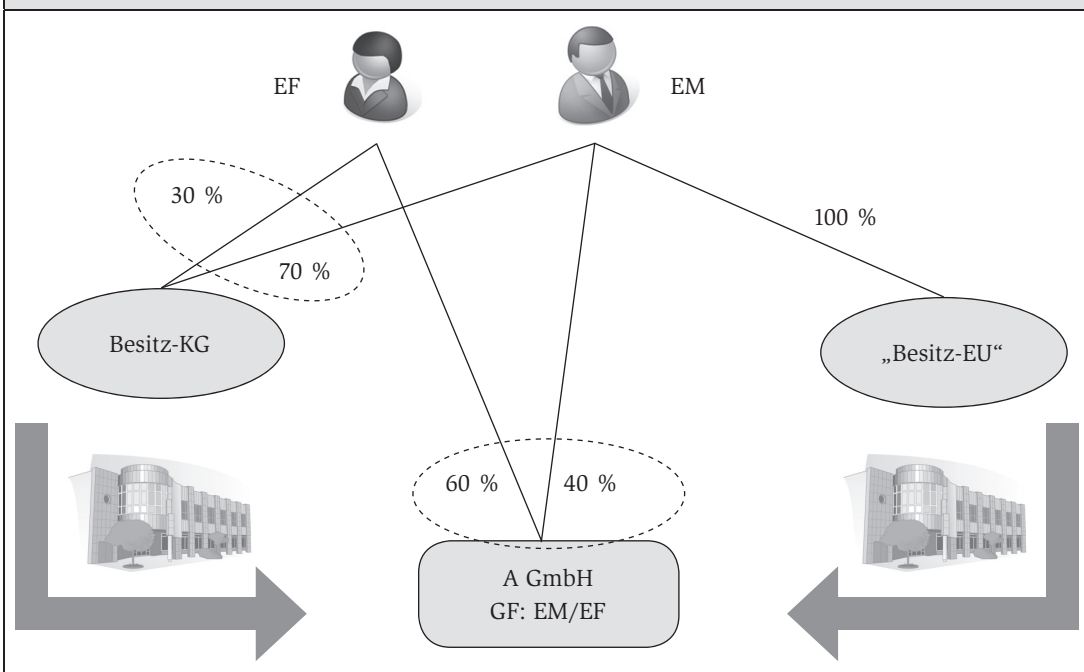 EF
EM
30 %
100 %
70 %
Besitz-KG
„Besitz-EU“
60 %
40 %
A GmbH
GF: EM/EF